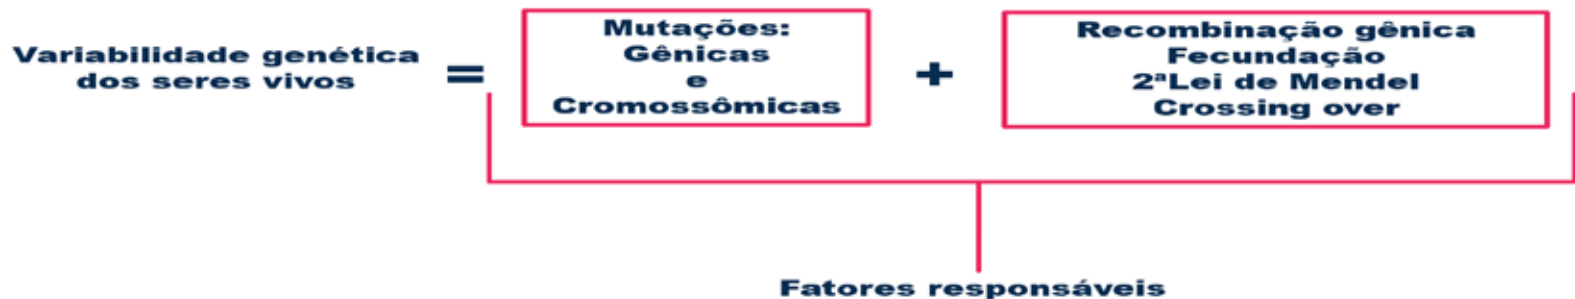 Variabilidade genética
dos seres vivos
=
Mutações:
Gênicas
e
Cromossômicas
+
Recombinação gênica
Fecundação
2ªLei de Mendel
Crossing over
Fatores responsáveis